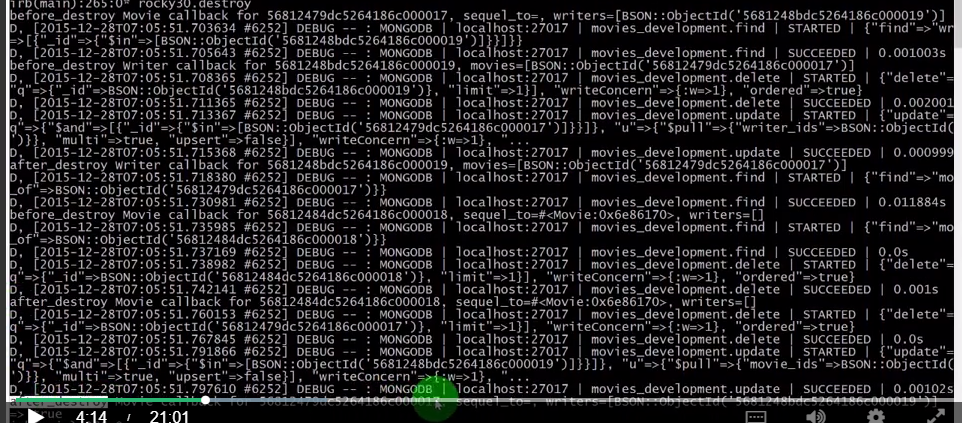 irb(main):265:0* rocky30.destroy
before_destroy Movie callback for 56812479dc5264186c000017, sequel_to=, writers=[BSON::ObjectId('5681248bdc5264186c000019')]
D, [2015-12-28T07:05:51.703634 #6252] DEBUG -- : MONGODB | localhost:27017 | movies_development.find | STARTED | {"find"=>"wr
=>[{"_id"=>{"$in"=>[BSON::ObjectId('5681248bdc5264186c000019')]}}]}}
D, [2015-12-28T07:05:51.705643 #6252] DEBUG -- : MONGODB | localhost:27017 | movies_development.find | SUCCEEDED | 0.001003s
before_destroy Writer callback for 5681248bdc5264186c000019, movies=[BSON::ObjectId('56812479dc5264186c000017')]
D, [2015-12-28T07:05:51.708365 #6252] DEBUG -- : MONGODB | localhost:27017 | movies_development.delete | STARTED | {"delete"=
"q"=>{"_id"=>BSON::ObjectId('5681248bdc5264186c000019')}, "limit"=>1}], "writeConcern"=>{:w=>1}, "ordered"=>true}
D, [2015-12-28T07:05:51.711365 #6252] DEBUG -- : MONGODB | localhost:27017 | movies_development.delete | SUCCEEDED | 0.002001
D, [2015-12-28T07:05:51.713367 #6252] DEBUG -- : MONGODB | localhost:27017 | movies_development.update | STARTED | {"update"=
q"=>{"$and"=>[{"_id"=>{"$in"=>[BSON::ObjectId('56812479dc5264186c000017')]}}]}, "u"=>{"$pull"=>{"writer_ids"=>BSON::ObjectId(
')}}, "multi"=>true, "upsert"=>false}], "writeConcern"=>{:w=>1}, "...
D, [2015-12-28T07:05:51.715368 #6252] DEBUG -- : MONGODB | localhost:27017 | movies_development.update | SUCCEEDED | 0.000999
after_destroy Writer callback for 5681248bdc5264186c000019, movies=[BSON::ObjectId('56812479dc5264186c000017')]
D, [2015-12-28T07:05:51.718380 #6252] DEBUG -- : MONGODB | localhost:27017 | movies_development.find | STARTED | {"find"=>"mo
_of"=>BSON::ObjectId('56812479dc5264186c000017')}}
D, [2015-12-28T07:05:51.730981 #6252] DEBUG -- : MONGODB | localhost:27017 | movies_development.find | SUCCEEDED | 0.011884s
before_destroy Movie callback for 56812484dc5264186c000018, sequel_to=#<Movie:0x6e86170>, writers=[]
D, [2015-12-28T07:05:51.735985 #6252] DEBUG -- : MONGODB | localhost:27017 | movies_development.find | STARTED | {"find"=>"mo
_of"=>BSON::ObjectId('56812484dc5264186c000018')}}
D, [2015-12-28T07:05:51.737169 #6252] DEBUG -- : MONGODB | localhost:27017 | movies_development.find | SUCCEEDED | 0.0s
D, [2015-12-28T07:05:51.738982 #6252] DEBUG -- : MONGODB | localhost:27017 | movies_development.delete | STARTED | {"delete"=
q"=>{"_id"=>BSON::ObjectId('56812484dc5264186c000018')}, "limit"=>1}], "writeConcern"=>{:w=>1}, "ordered"=>true}
D, [2015-12-28T07:05:51.742141 #6252] DEBUG -- : MONGODB | localhost:27017 | movies_development.delete | SUCCEEDED | 0.001s
after_destroy Movie callback for 56812484dc5264186c000018, sequel_to=#<Movie:0x6e86170>, writers=[]
D, [2015-12-28T07:05:51.760153 #6252] DEBUG -- : MONGODB | localhost:27017 | movies_development.delete | STARTED | {"delete"=
q"=>{"_id"=>BSON::ObjectId('56812479dc5264186c000017')}, "limit"=>1}], "writeConcern"=>{:w=>1}, "ordered"=>true}
D, [2015-12-28T07:05:51.767845 #6252] DEBUG -- : MONGODB | localhost:27017 | movies_development.delete | SUCCEEDED | 0.0s
D, [2015-12-28T07:05:51.791866 #6252] DEBUG -- : MONGODB | localhost:27017 | movies_development.update | STARTED | {"update"=
"q"=>{"$and"=>[{"_id"=>{"$in"=>[BSON::ObjectId('5681248bdc5264186c000019')]}}]}, "u"=>{"$pull"=>{"movie_ids"=>BSON::ObjectId(
')}}, "multi"=>true, "upsert"=>false}], "writeConcern"=>{:w=>1}, "...
D, [2015-12-28T07:05:51.797610 #6252] DEBUG -- : MONGODB | localhost:27017 | movies_development.update | SUCCEEDED | 0.00102s
after_destroy Movie callback for 56812479dc5264186c000017, sequel_to=, writers=[BSON::ObjectId('5681248bdc5264186c000019')]
=> true
4:14 / 21:01